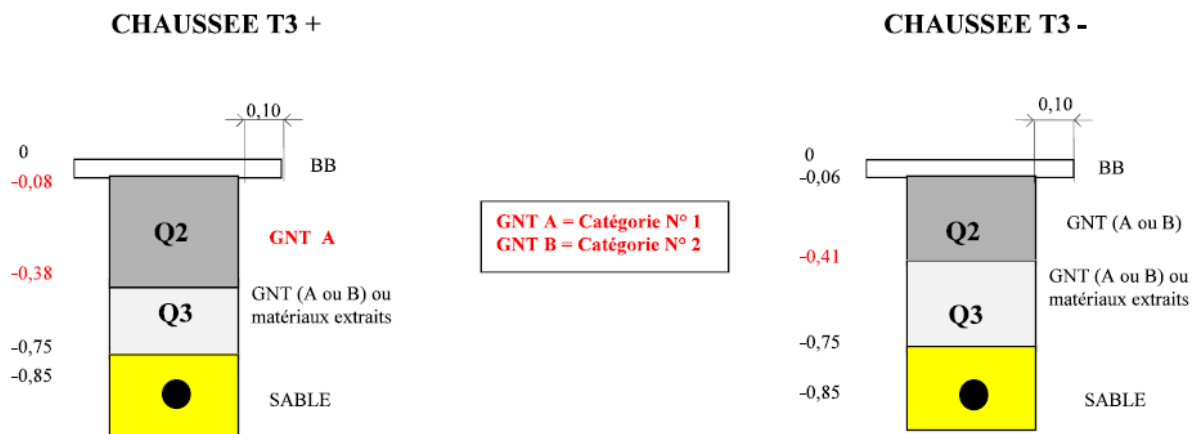 CHAUSSEE T3 +
0,10
0
BB
-0,08
Q2
GNT A
-0,38
GNT (A ou B) ou
matériaux extraits
Q3
-0,75
-0,85
SABLE
GNT A = Catégorie N° 1
GNT B = Catégorie N° 2
CHAUSSEE T3 -
0,10
0
BB
-0,06
Q2
GNT (A ou B)
-0,41
GNT (A ou B) ou
matériaux extraits
Q3
-0,75
-0,85
SABLE